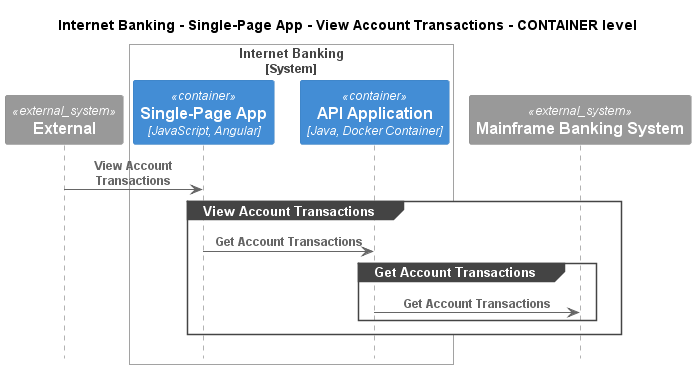 Internet Banking - Single-Page App - View Account Transactions - CONTAINER level
Internet Banking
[System]
«external_system»
External
«container»
Single-Page App
[JavaScript, Angular]
«container»
API Application
[Java, Docker Container]
«external_system»
Mainframe Banking System
View Account
Transactions
View Account Transactions
Get Account Transactions
Get Account Transactions
Get Account Transactions